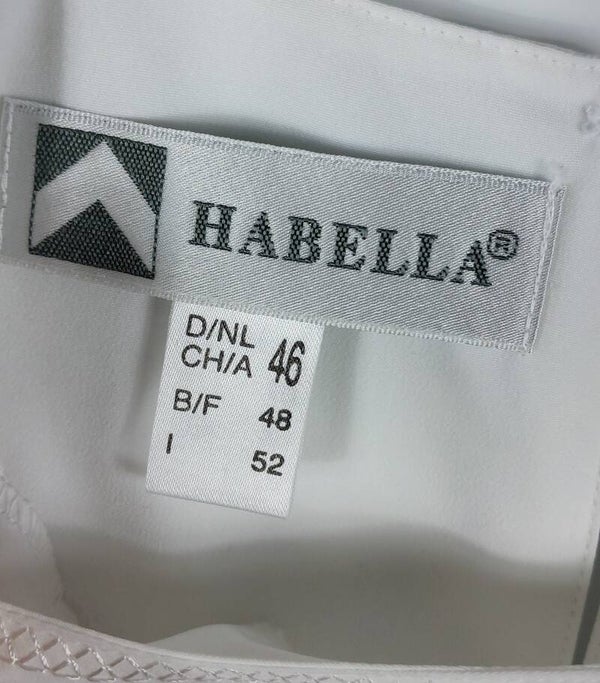 HABELLA®
D/NL
CH/A 46
B/F 48
I 52